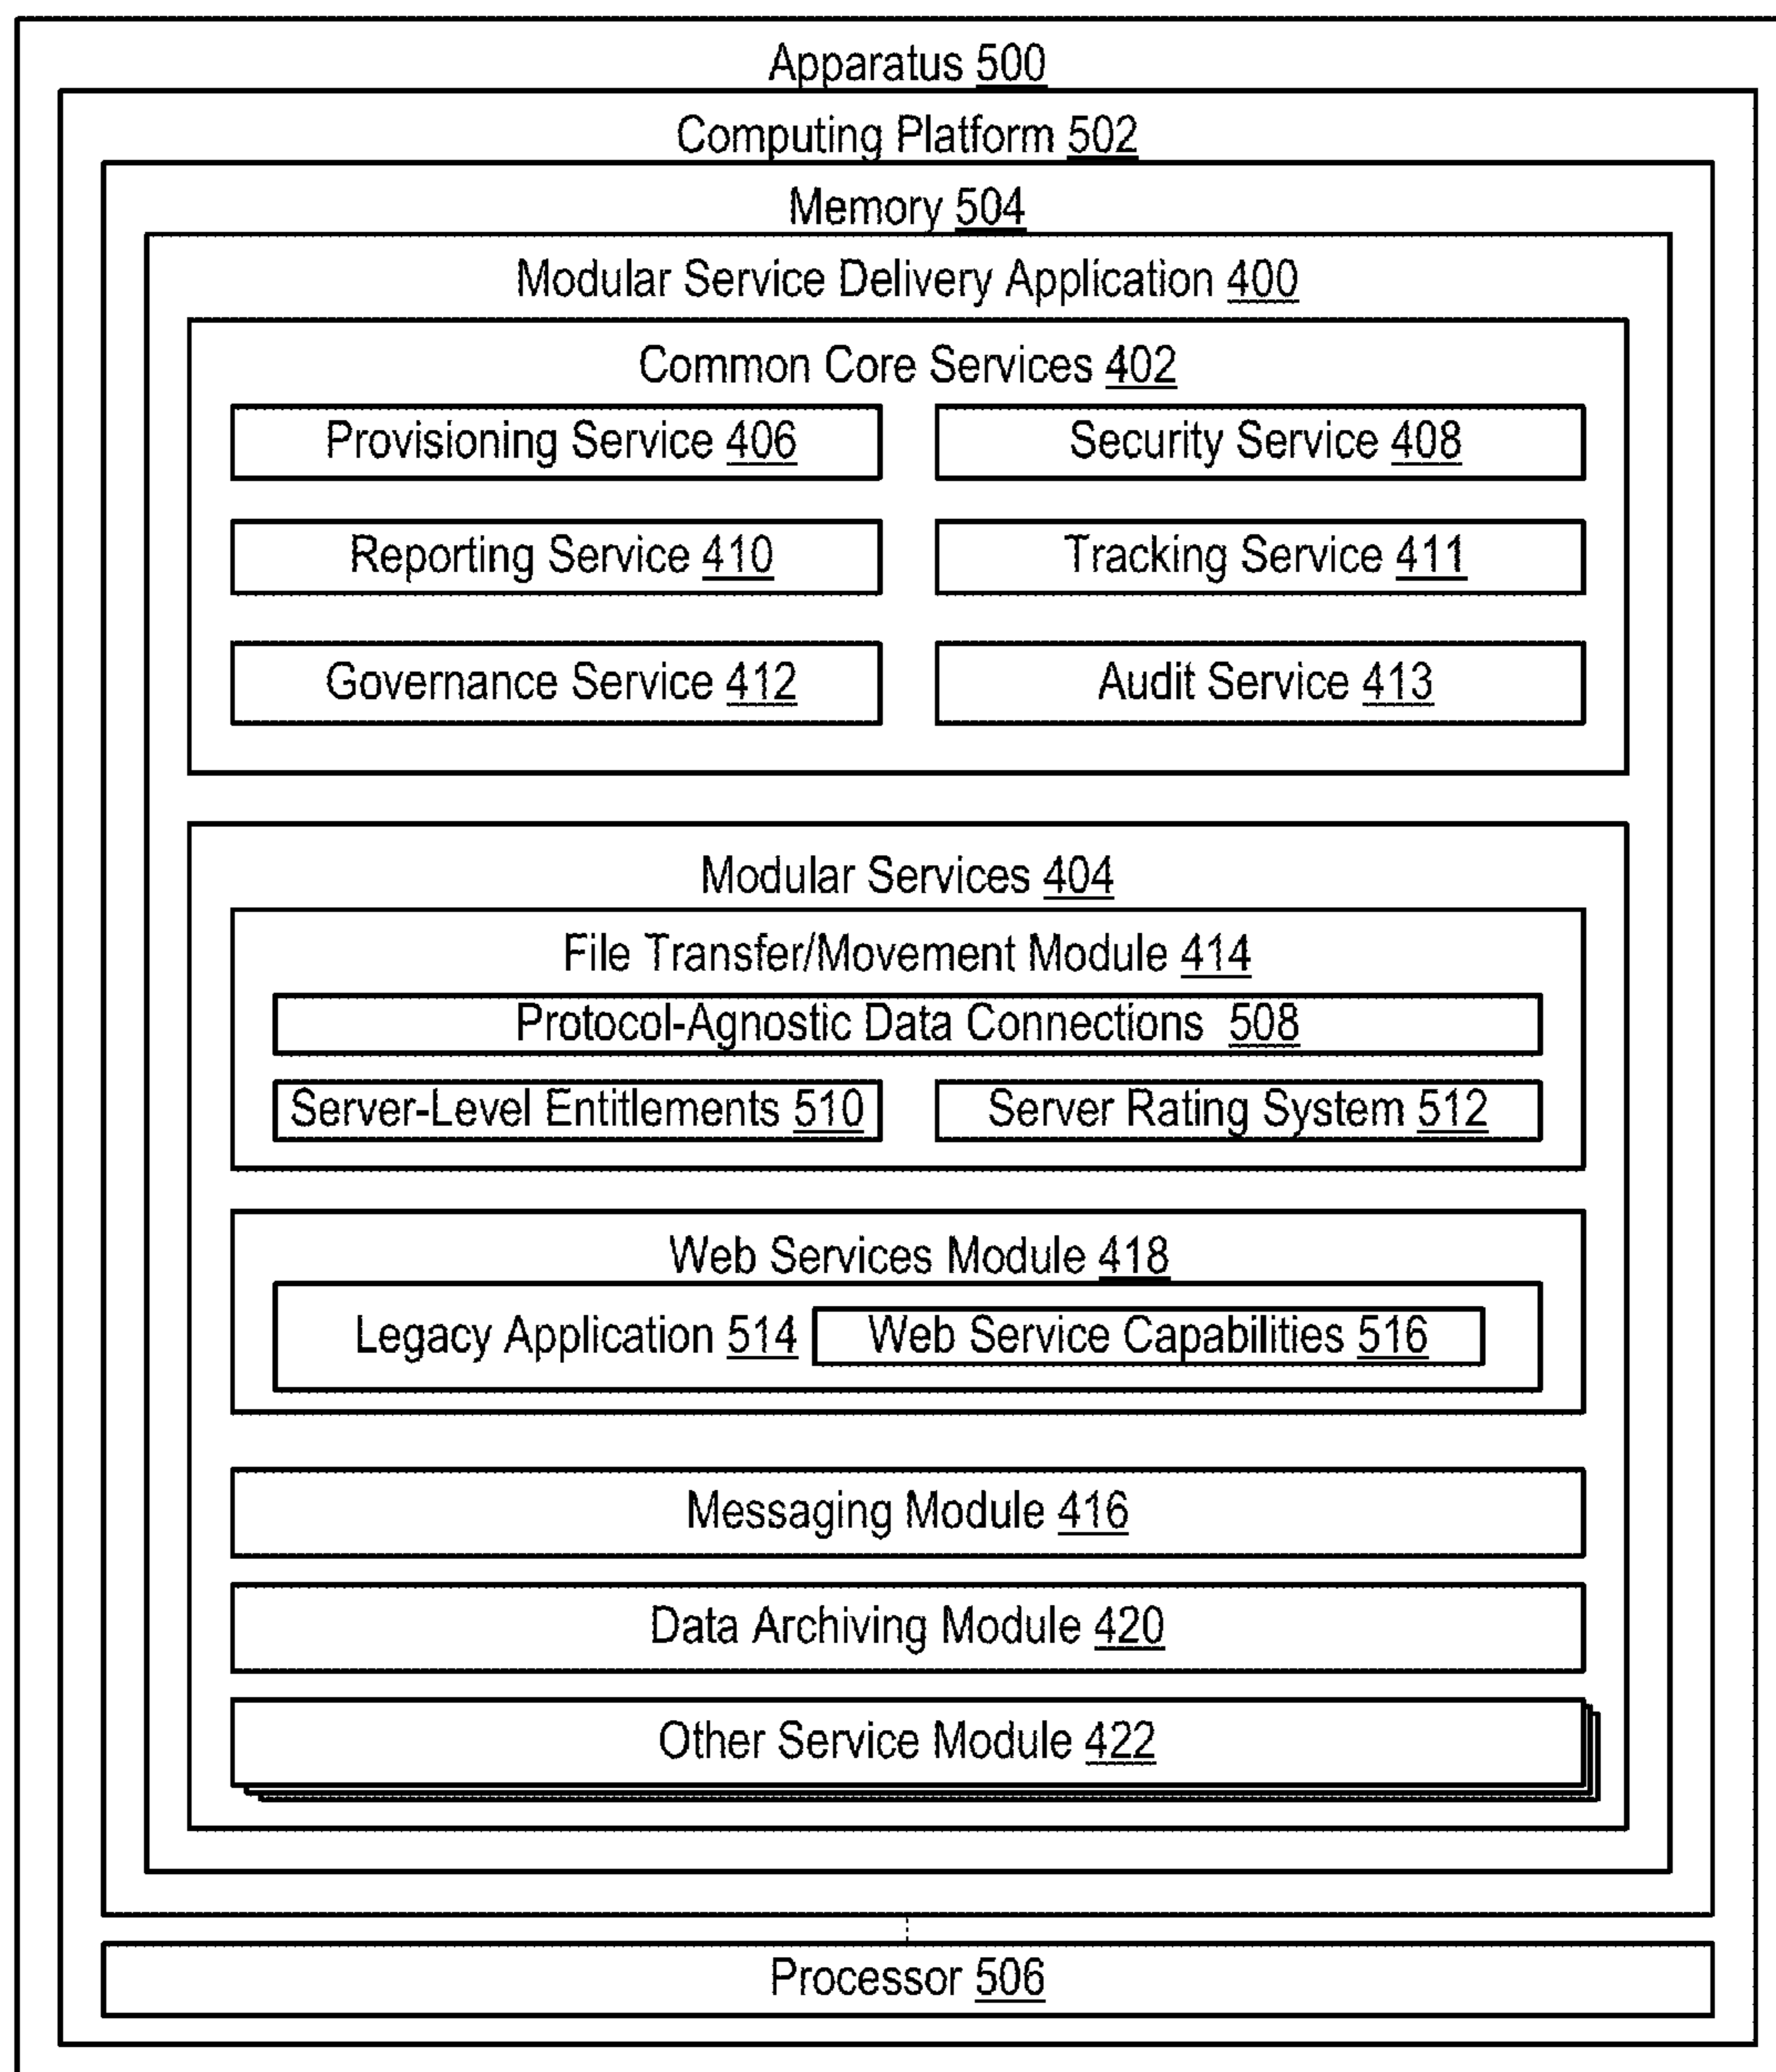 Apparatus 500
Computing Platform 502
Memory 504
Modular Service Delivery Application 400
Common Core Services 402
Provisioning Service 406
Security Service 408
Reporting Service 410
Tracking Service 411
Governance Service 412
Audit Service 413
Modular Services 404
File Transfer/Movement Module 414
Protocol-Agnostic Data Connections 508
Server-Level Entitlements 510
Server Rating System 512
Web Services Module 418
Legacy Application 514
Web Service Capabilities 516
Messaging Module 416
Data Archiving Module 420
Other Service Module 422
Processor 506